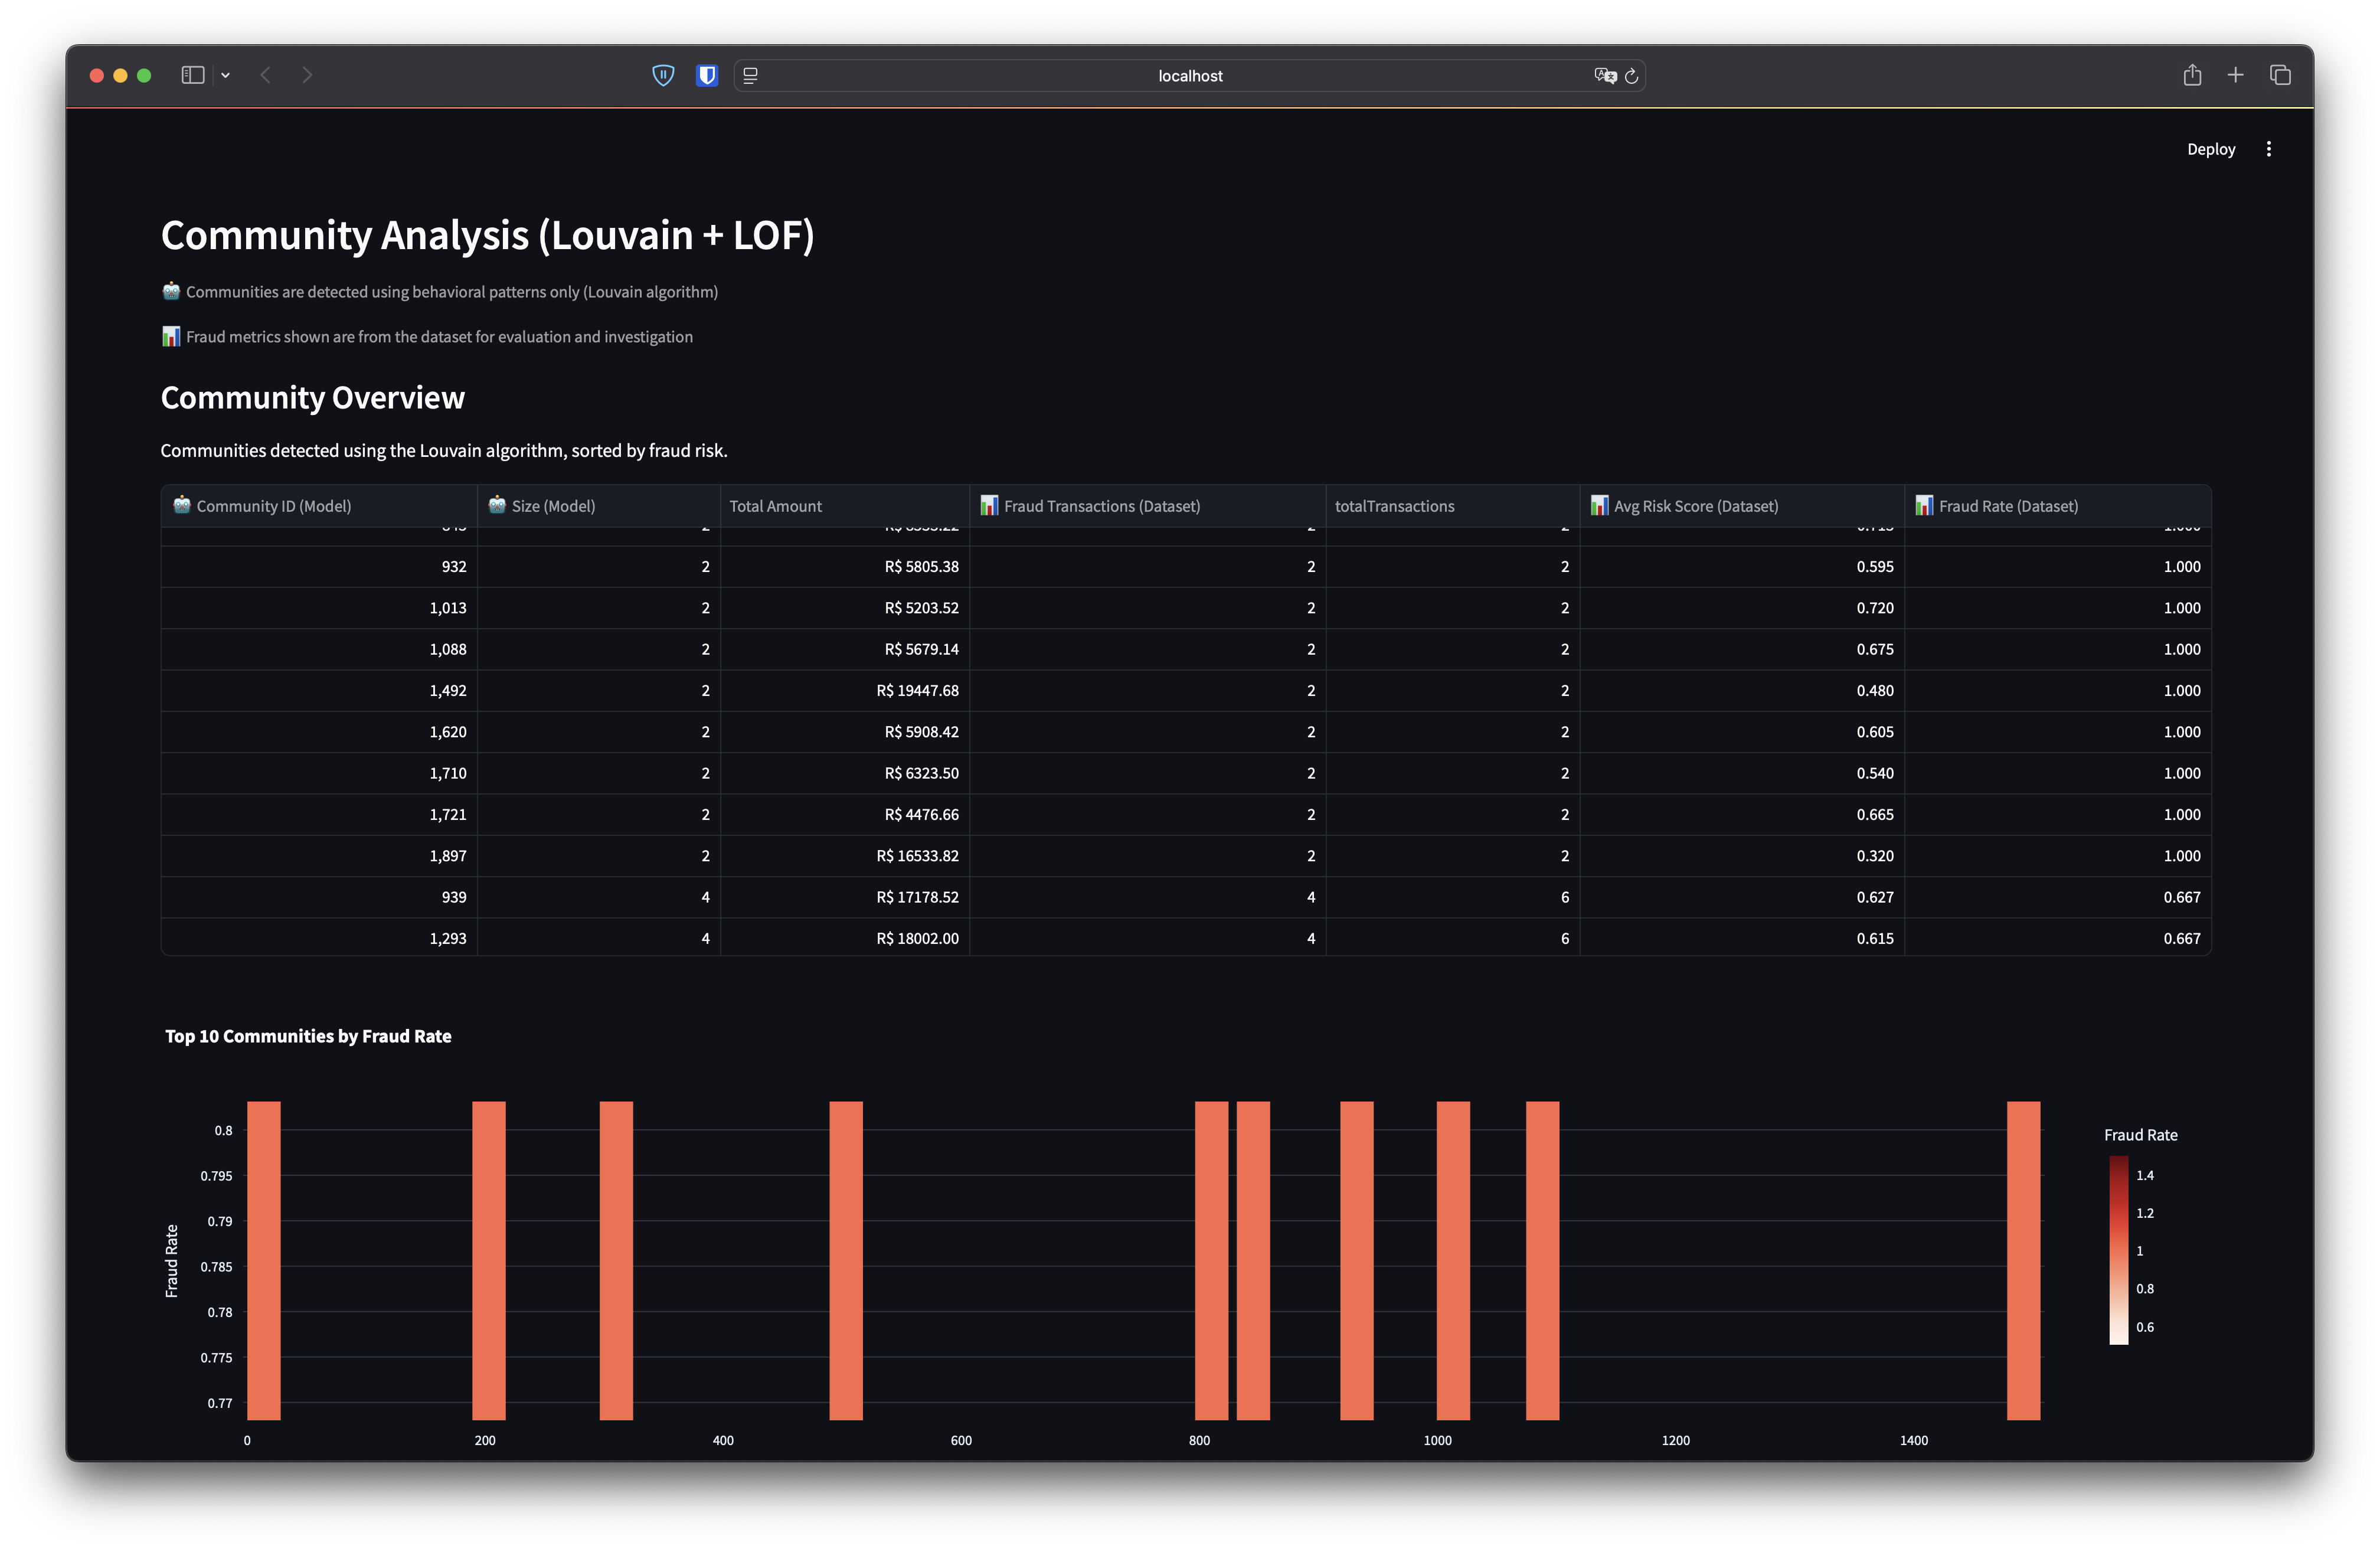 localhost
Deploy
Community Analysis (Louvain + LOF)
Communities are detected using behavioral patterns only (Louvain algorithm)
Fraud metrics shown are from the dataset for evaluation and investigation
Community Overview
Communities detected using the Louvain algorithm, sorted by fraud risk.
Community ID (Model) Size (Model) Total Amount Fraud Transactions (Dataset) totalTransactions Avg Risk Score (Dataset) Fraud Rate (Dataset)
932 2 R$ 5805.38 2 2 0.595 1.000
1,013 2 R$ 5203.52 2 2 0.720 1.000
1,088 2 R$ 5679.14 2 2 0.675 1.000
1,492 2 R$ 19447.68 2 2 0.480 1.000
1,620 2 R$ 5908.42 2 2 0.605 1.000
1,710 2 R$ 6323.50 2 2 0.540 1.000
1,721 2 R$ 4476.66 2 2 0.665 1.000
1,897 2 R$ 16533.82 2 2 0.320 1.000
939 4 R$ 17178.52 4 6 0.627 0.667
1,293 4 R$ 18002.00 4 6 0.615 0.667
Top 10 Communities by Fraud Rate
Fraud Rate
0.8
0.795
0.79
0.785
0.78
0.775
0.77
0 200 400 600 800 1000 1200 1400
Fraud Rate
1.4
1.2
1
0.8
0.6